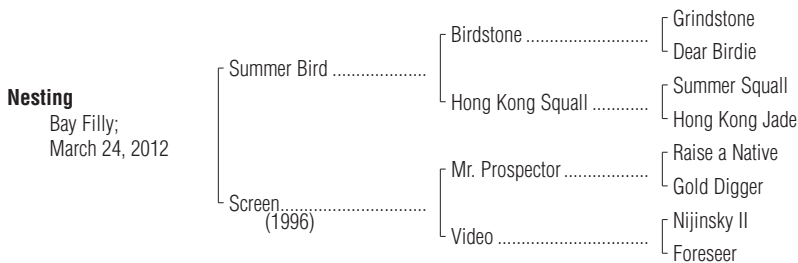 Nesting
Bay Filly;
March 24, 2012
Summer Bird ....................
Screen...............................
(1996)
Birdstone ..........................
Hong Kong Squall ............
Mr. Prospector ..................
Video ................................
Grindstone
Dear Birdie
Summer Squall
Hong Kong Jade
Raise a Native
Gold Digger
Nijinsky II
Foreseer